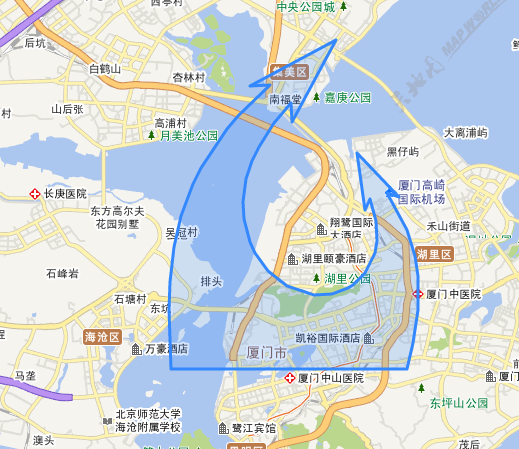 中央公园城
西亭村
后坑
白鹤山
杏林村
集美区
南福堂
嘉庚公园
山后张
高浦村
月美池公园
大离浦屿
黑仔屿
长庚医院
厦门高崎
国际机场
东方高尔夫
花园别墅
吴冠村
翔鹭国际
大酒店
禾山街道
湖里区
湖里颐豪酒店
石峰岩
排头
湖里公园
石塘村
东坑
厦门中医院
海沧区
凯裕国际酒店
万豪酒店
厦门市
马垄
厦门中山医院
东坪山公园
北京师范大学
海沧附属学校
鹭江宾馆
澳头
茂后